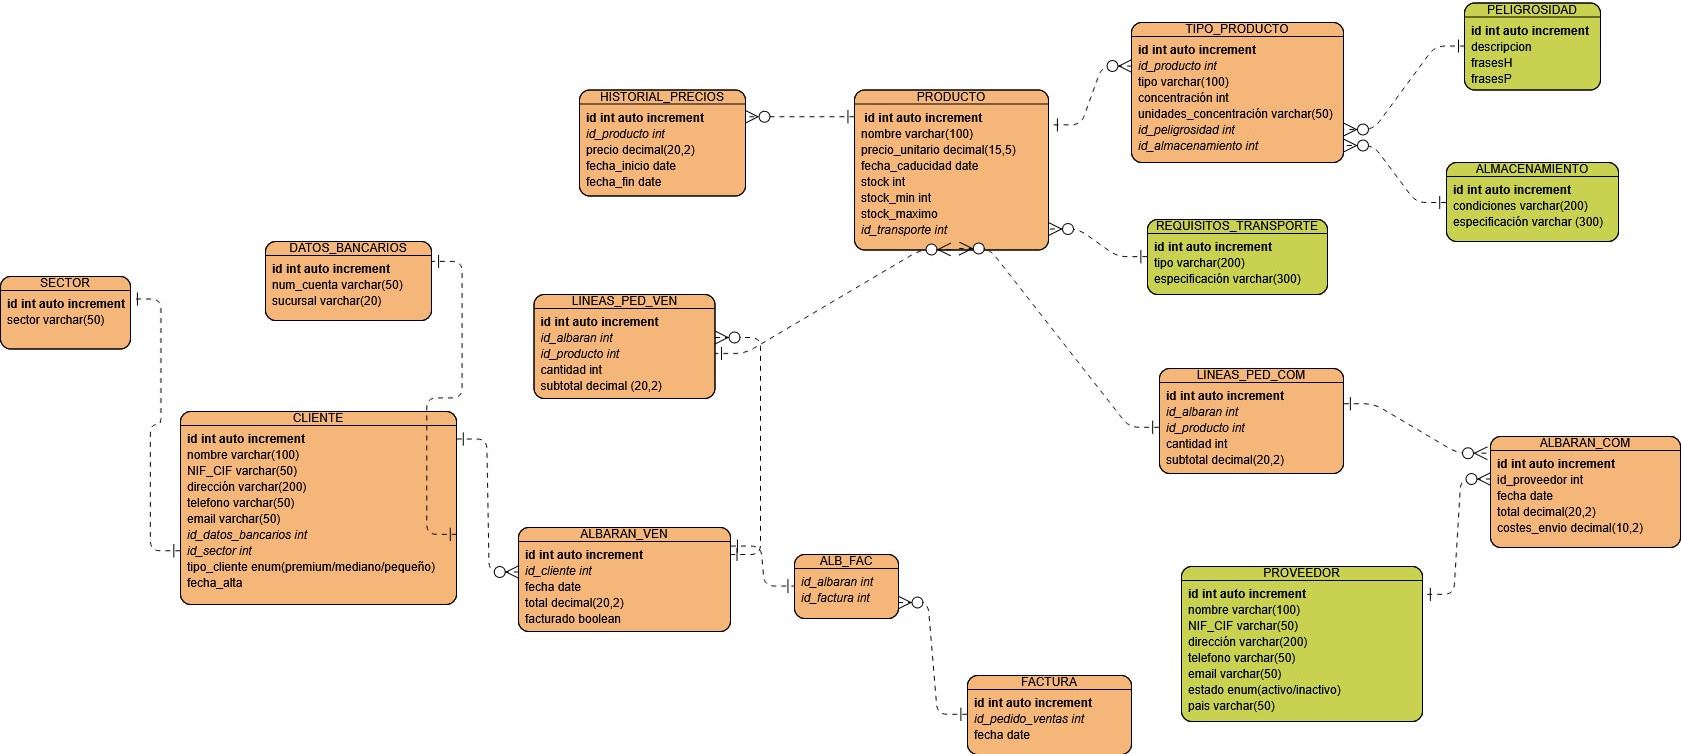 PELIGROSIDAD
id int auto increment
descripcion
frasesH
frasesP
TIPO_PRODUCTO
id int auto increment
id_producto int
tipo varchar(100)
concentración int
unidades_concentración varchar(50)
id_peligrosidad int
id_almacenamiento int
HISTORIAL_PRECIOS
id int auto increment
id_producto int
precio decimal(20,2)
fecha_inicio date
fecha_fin date
PRODUCTO
id int auto increment
nombre varchar(100)
precio_unitario decimal(15,5)
fecha_caducidad date
stock int
stock_min int
stock_maximo
id_transporte int
ALMACENAMIENTO
id int auto increment
condiciones varchar(200)
especificación varchar (300)
REQUISITOS_TRANSPORTE
id int auto increment
tipo varchar(200)
especificación varchar(300)
DATOS_BANCARIOS
id int auto increment
num_cuenta varchar(50)
sucursal varchar(20)
SECTOR
id int auto increment
sector varchar(50)
LINEAS_PED_VEN
id int auto increment
id_albaran int
id_producto int
cantidad int
subtotal decimal (20,2)
LINEAS_PED_COM
id int auto increment
id_albaran int
id_producto int
cantidad int
subtotal decimal(20,2)
CLIENTE
id int auto increment
nombre varchar(100)
NIF_CIF varchar(50)
dirección varchar(200)
telefono varchar(50)
email varchar(50)
id_datos_bancarios int
id_sector int
tipo_cliente enum(premium/mediano/pequeño)
fecha_alta
ALBARAN_COM
id int auto increment
id_proveedor int
fecha date
total decimal(20,2)
costes_envio decimal(10,2)
ALBARAN_VEN
id int auto increment
id_cliente int
fecha date
total decimal(20,2)
facturado boolean
ALB_FAC
id_albaran int
id_factura int
PROVEEDOR
id int auto increment
nombre varchar(100)
NIF_CIF varchar(50)
dirección varchar(200)
telefono varchar(50)
email varchar(50)
estado enum(activo/inactivo)
pais varchar(50)
FACTURA
id int auto increment
id_pedido_ventas int
fecha date